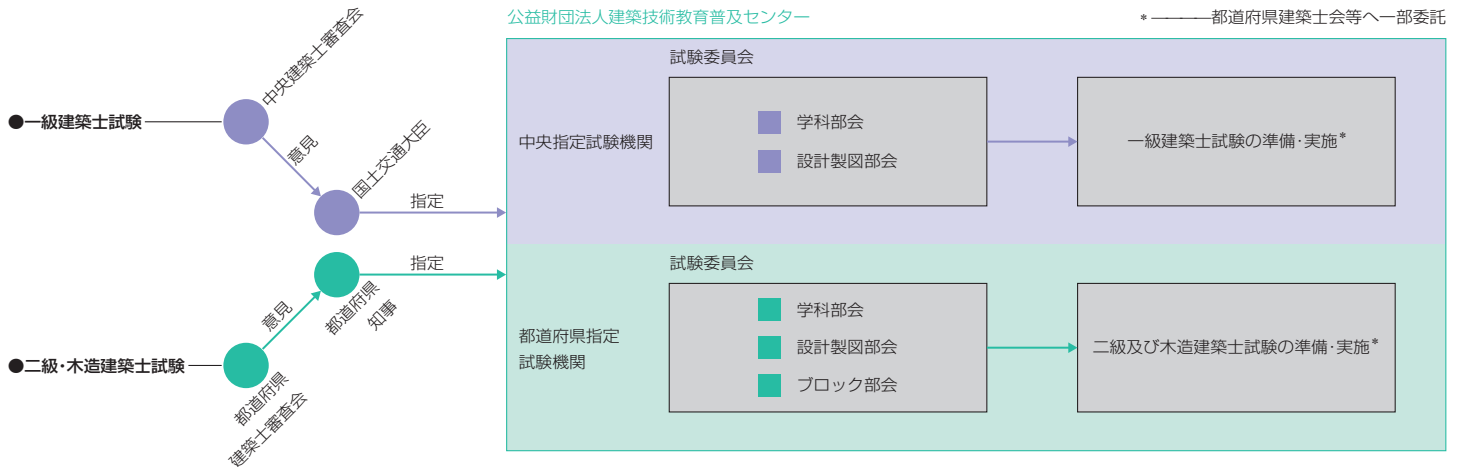 公益財団法人建築技術教育普及センター
*———都道府県建築士会等へ一部委託
●一級建築士試験
中央建築士審査会
意見
国土交通大臣
指定
中央指定試験機関
試験委員会
学科部会
設計製図部会
一級建築士試験の準備・実施*
●二級・木造建築士試験
都道府県
建築士審査会
意見
都道府県
知事
指定
都道府県指定
試験機関
試験委員会
学科部会
設計製図部会
ブロック部会
二級及び木造建築士試験の準備・実施*